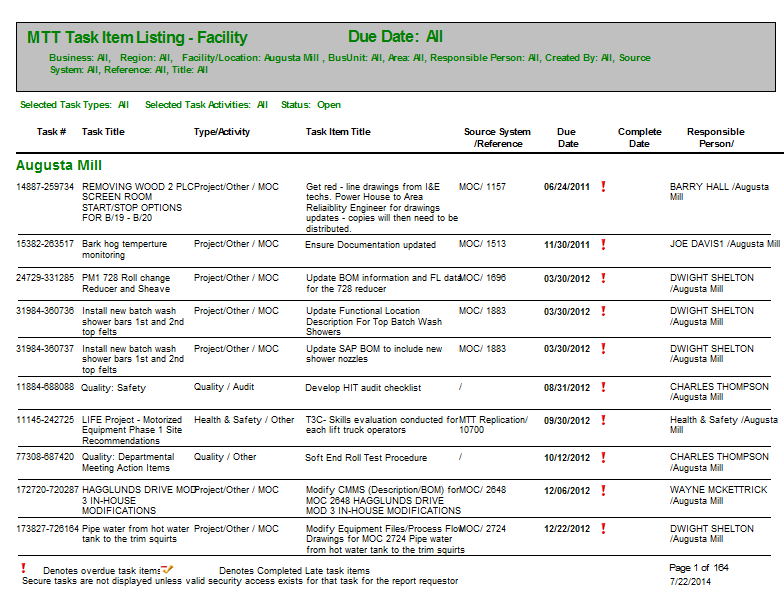 MTT Task Item Listing - Facility Due Date: All
Business: All, Region: All, Facility/Location: Augusta Mill , BusUnit: All, Area: All, Responsible Person: All, Created By: All, Source
System: All, Reference: All, Title: All
Selected Task Types: All Selected Task Activities: All Status: Open
Task # Task Title Type/Activity Task Item Title Source System Due Complete Responsible
/Reference Date Date Person/
Augusta Mill
14887-259734 REMOVING WOOD 2 PLC Project/Other / MOC Get red - line drawings from I&E MOC/ 1157 06/24/2011 ! BARRY HALL /Augusta
SCREEN ROOM techs. Power House to Area Mill
START/STOP OPTIONS Reliaiblity Engineer for drawings
FOR B/19 - B/20 updates - copies will then need to be
distributed.
15382-263517 Bark hog temperture Project/Other / MOC Ensure Documentation updated MOC/ 1513 11/30/2011 ! JOE DAVIS1 /Augusta Mill
monitoring
24729-331285 PM1 728 Roll change Project/Other / MOC Update BOM information and FL data MOC/ 1696 03/30/2012 ! DWIGHT SHELTON
Reducer and Sheave for the 728 reducer /Augusta Mill
31984-360736 Install new batch wash Project/Other / MOC Update Functional Location MOC/ 1883 03/30/2012 ! DWIGHT SHELTON
shower bars 1st and 2nd Description For Top Batch Wash /Augusta Mill
top felts Showers
31984-360737 Install new batch wash Project/Other / MOC Update SAP BOM to include new MOC/ 1883 03/30/2012 ! DWIGHT SHELTON
shower bars 1st and 2nd shower nozzles /Augusta Mill
top felts
11884-688088 Quality: Safety Quality / Audit Develop HIT audit checklist / 08/31/2012 ! CHARLES THOMPSON
/Augusta Mill
11145-242725 LIFE Project - Motorized Health & Safety / Other T3C- Skills evaluation conducted for MTT Replication/ 09/30/2012 ! Health & Safety /Augusta
Equipment Phase 1 Site each lift truck operators 10700 Mill
Recommendations
77308-687420 Quality: Departmental Quality / Other Soft End Roll Test Procedure / 10/12/2012 ! CHARLES THOMPSON
Meeting Action Items /Augusta Mill
172720-720287 HAGGLUNDS DRIVE MOD Project/Other / MOC Modify CMMS (Description/BOM) for MOC/ 2648 12/06/2012 ! WAYNE MCKETTRICK
3 IN-HOUSE MOC 2648 HAGGLUNDS DRIVE /Augusta Mill
MODIFICATIONS MOD 3 IN-HOUSE MODIFICATIONS
173827-726164 Pipe water from hot water Project/Other / MOC Modify Equipment Files/Process Flow MOC/ 2724 12/22/2012 ! DWIGHT SHELTON
tank to the trim squirts Drawings for MOC 2724 Pipe water /Augusta Mill
from hot water tank to the trim squirts
! Denotes overdue task items Denotes Completed Late task items Page 1 of 164
Secure tasks are not displayed unless valid security access exists for that task for the report requestor 7/22/2014